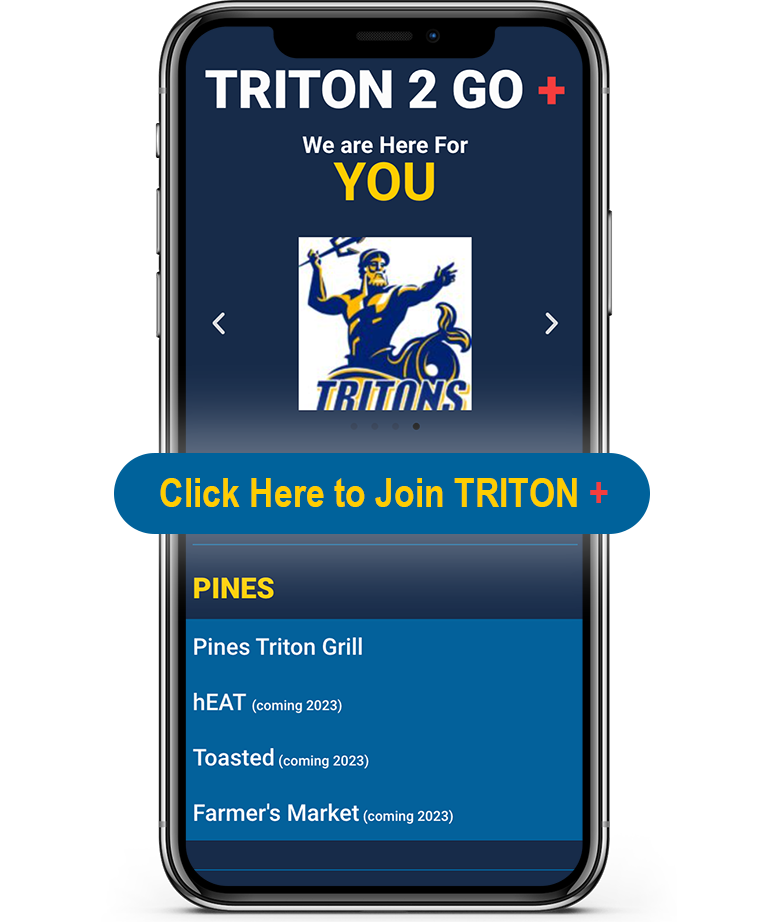 TRITON 2 GO +
We are Here For
YOU
TRITONS
Click Here to Join TRITON +
PINES
Pines Triton Grill
hEAT (coming 2023)
Toasted (coming 2023)
Farmer's Market (coming 2023)